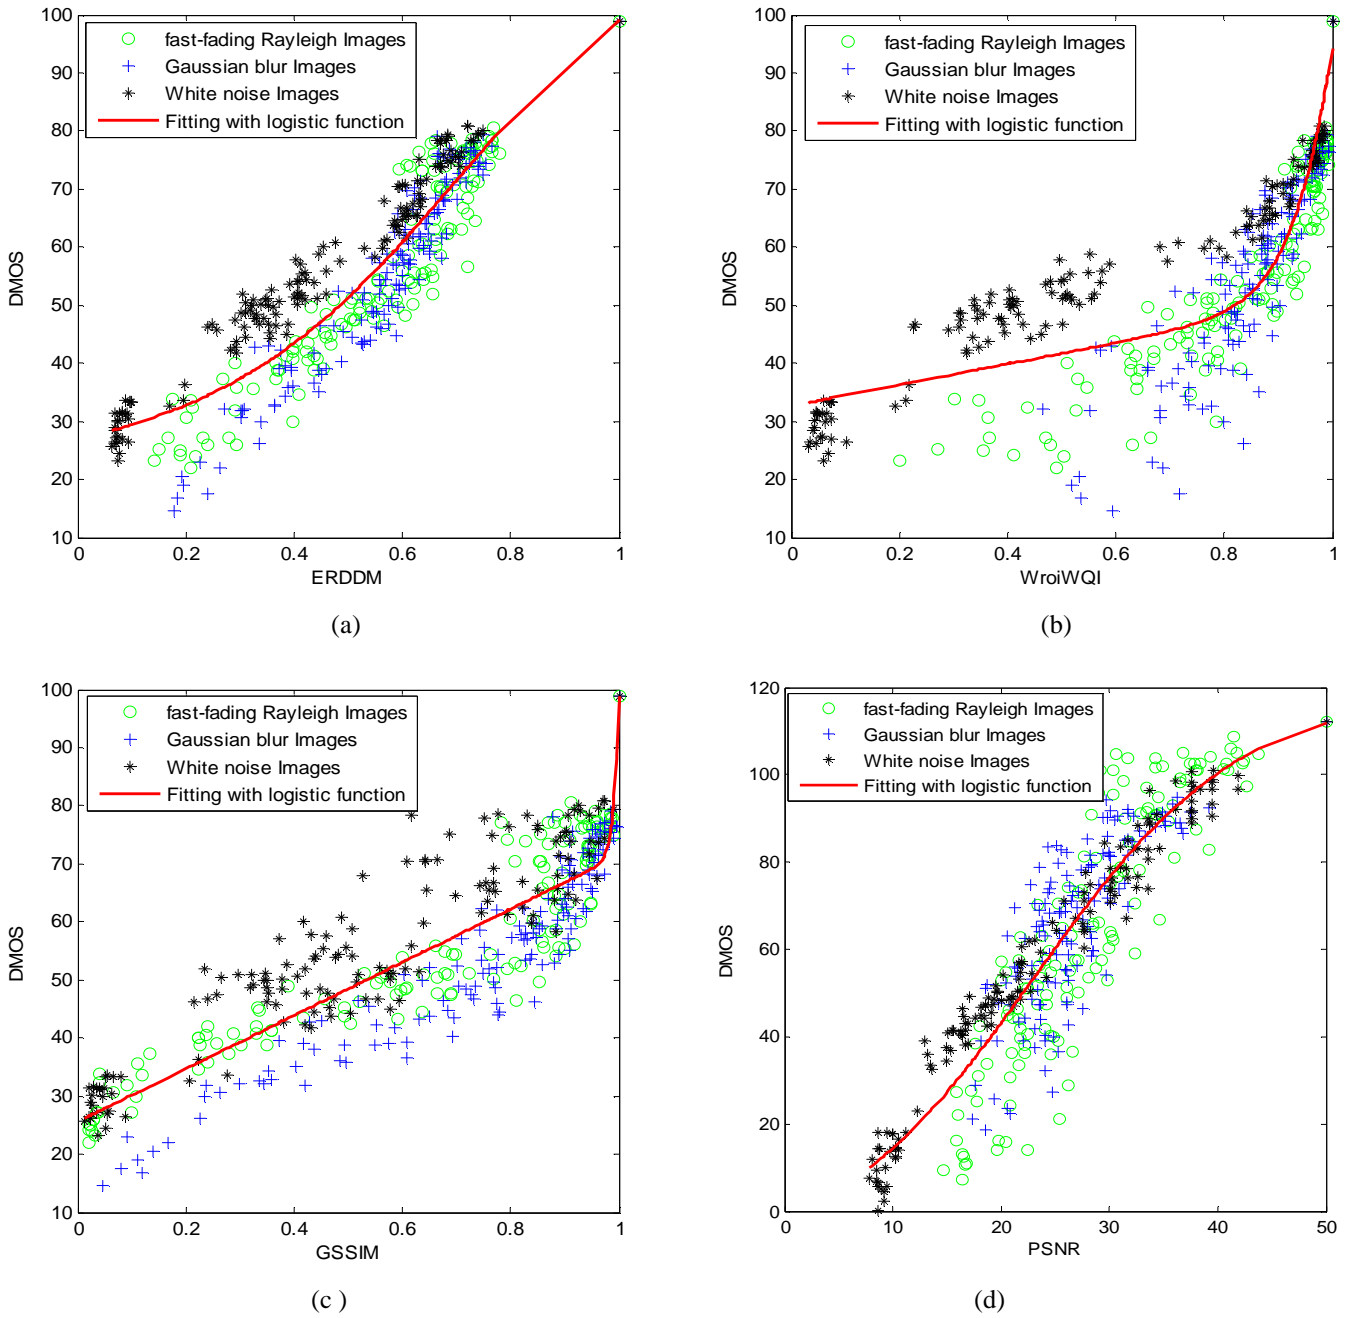 100
90
80
70
60
50
40
30
20
10
DMOS
fast-fading Rayleigh Images
Gaussian blur Images
White noise Images
Fitting with logistic function
0 0.2 0.4 0.6 0.8 1
ERDDM
(a)
100
90
80
70
60
50
40
30
20
10
DMOS
fast-fading Rayleigh Images
Gaussian blur Images
White noise Images
Fitting with logistic function
0 0.2 0.4 0.6 0.8 1
WroiWQI
(b)
100
90
80
70
60
50
40
30
20
10
DMOS
fast-fading Rayleigh Images
Gaussian blur Images
White noise Images
Fitting with logistic function
0 0.2 0.4 0.6 0.8 1
GSSIM
(c )
120
100
80
60
40
20
0
DMOS
fast-fading Rayleigh Images
Gaussian blur Images
White noise Images
Fitting with logistic function
0 10 20 30 40 50
PSNR
(d)